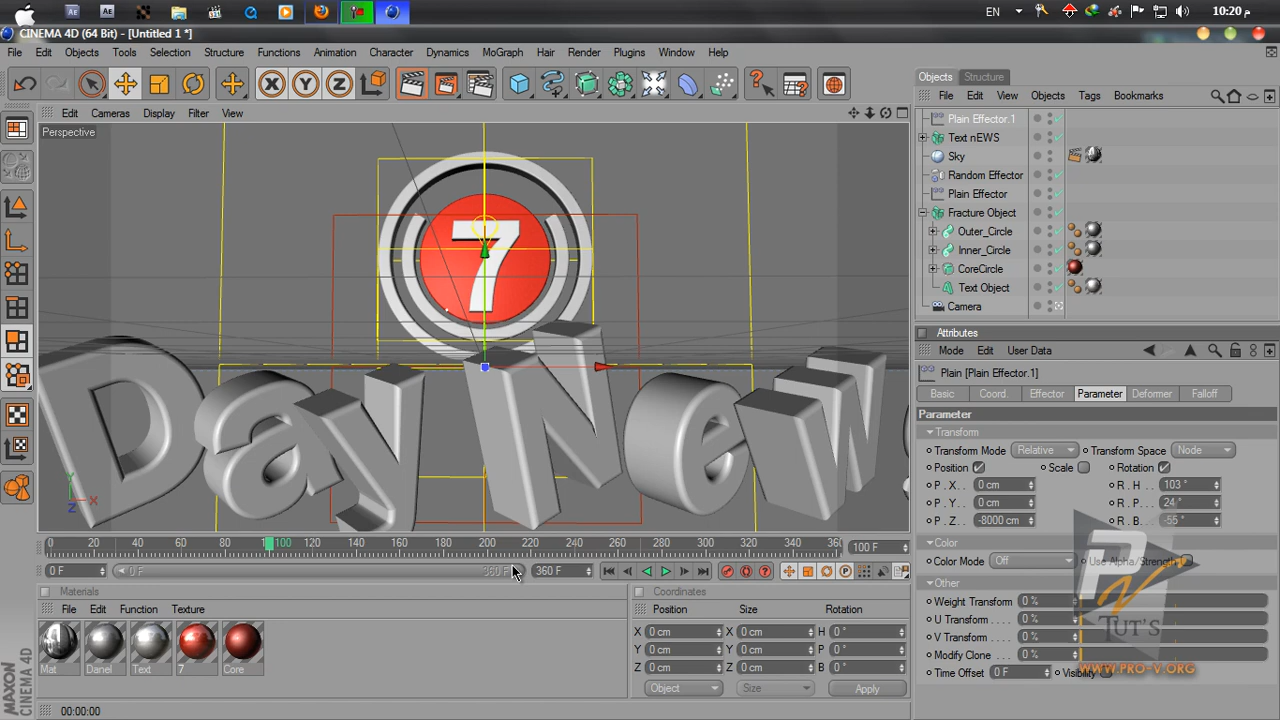 EN
10:20 م
CINEMA 4D (64 Bit) - [Untitled 1 *]
File Edit Objects Tools Selection Structure Functions Animation Character Dynamics MoGraph Hair Render Plugins Window Help
X Y Z
Objects Structure
File Edit View Objects Tags Bookmarks
Edit Cameras Display Filter View
Perspective
Plain Effector.1
Text nEWS
Sky
Random Effector
Plain Effector
Fracture Object
Outer_Circle
Inner_Circle
CoreCircle
Text Object
Camera
7
Day New
Y
X
Z
Attributes
Mode Edit User Data
Plain [Plain Effector.1]
Basic Coord. Effector Parameter Deformer Falloff
Parameter
Transform
Transform Mode Relative Transform Space Node
Position Scale Rotation
P . X . . 0 cm R . H . 103 °
P . Y . . 0 cm R . P . 24 °
P . Z . . -8000 cm R . B . -55 °
Color
Color Mode Off Use Alpha/Strength
Other
Weight Transform 0 %
U Transform . . . . 0 %
V Transform . . . . 0 %
Modify Clone . . . 0 %
Time Offset 0 F Visibility
PV
TUT'S
WWW.PRO-V.ORG
0 20 40 60 80 100 120 140 160 180 200 220 240 260 280 300 320 340 36(
100 F
0 F 0 F 360 F 360 F
Materials
File Edit Function Texture
Mat Danel Text 7 Core
Coordinates
Position Size Rotation
X 0 cm X 0 cm H 0 °
Y 0 cm Y 0 cm P 0 °
Z 0 cm Z 0 cm B 0 °
Object Size Apply
MAXON
CINEMA 4D
00:00:00